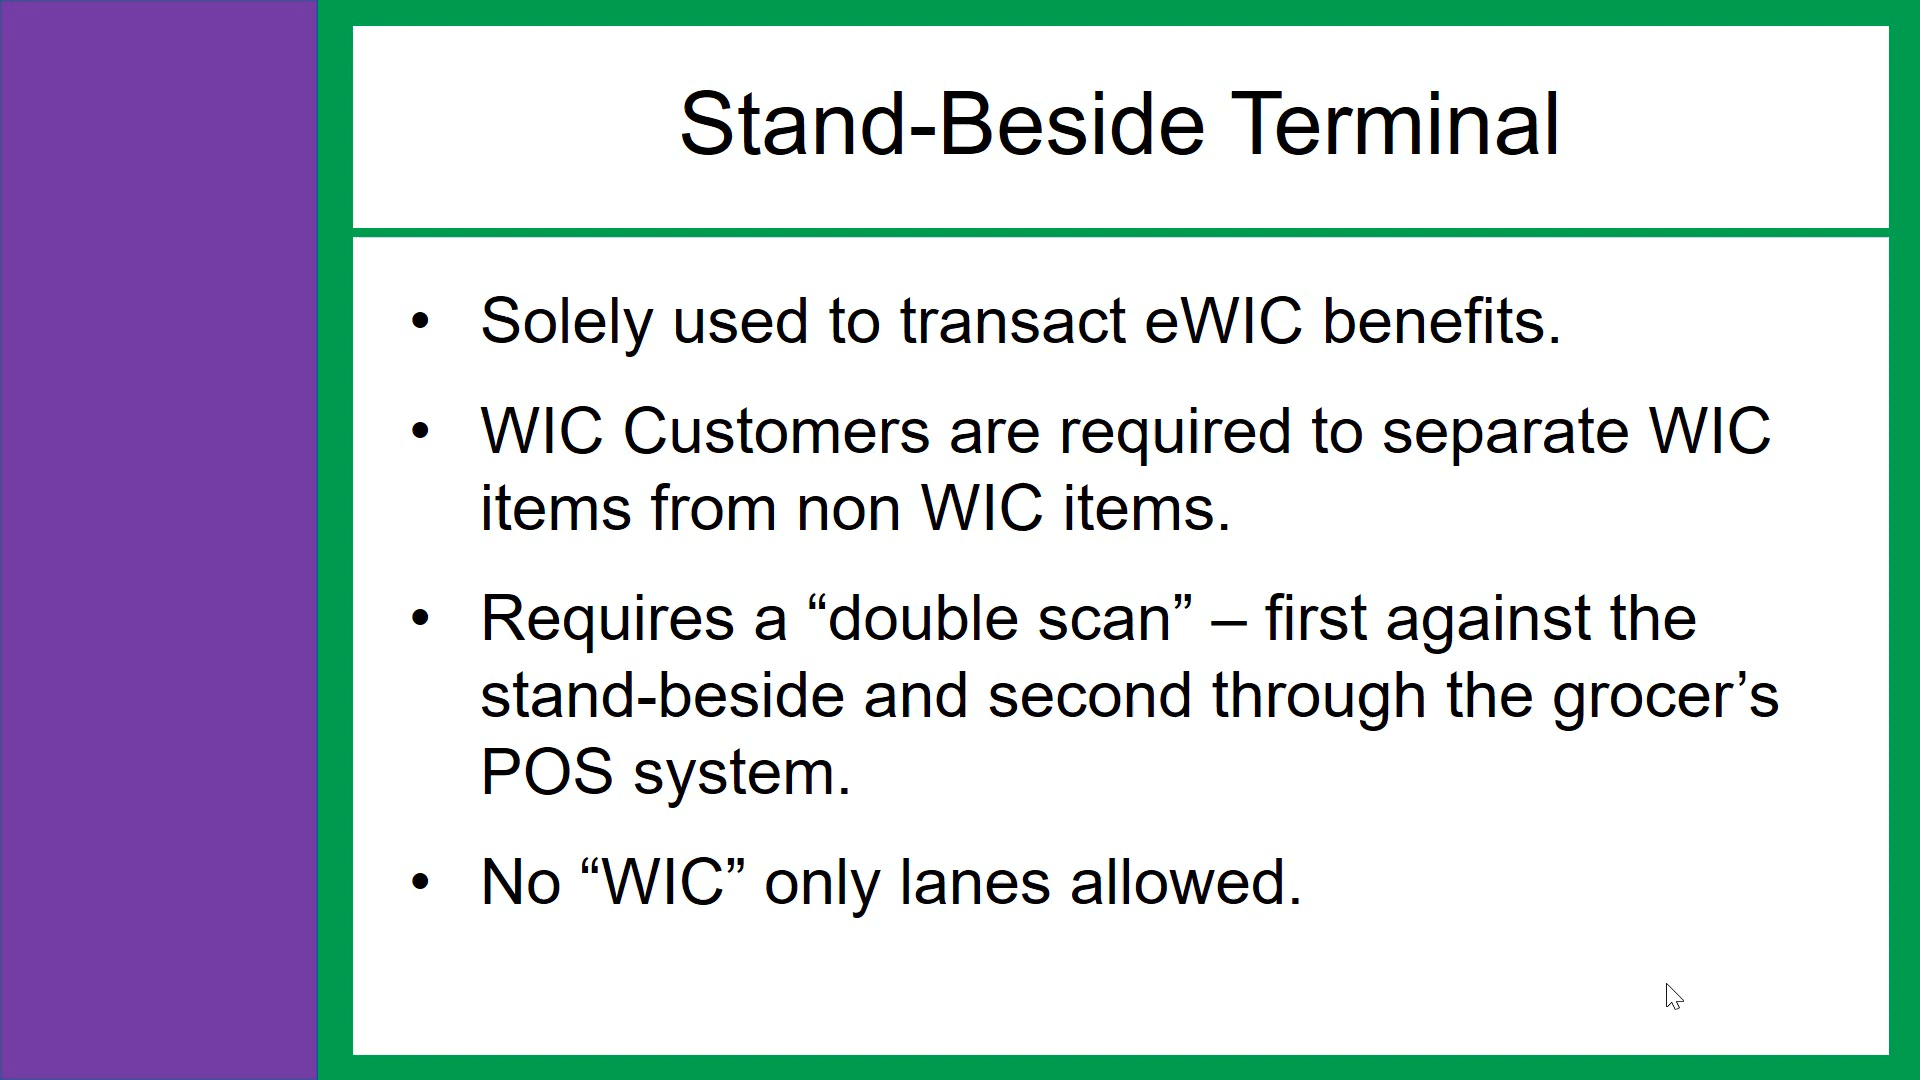 Stand-Beside Terminal
• Solely used to transact eWIC benefits.
• WIC Customers are required to separate WIC
items from non WIC items.
• Requires a “double scan” – first against the
stand-beside and second through the grocer’s
POS system.
• No “WIC” only lanes allowed.